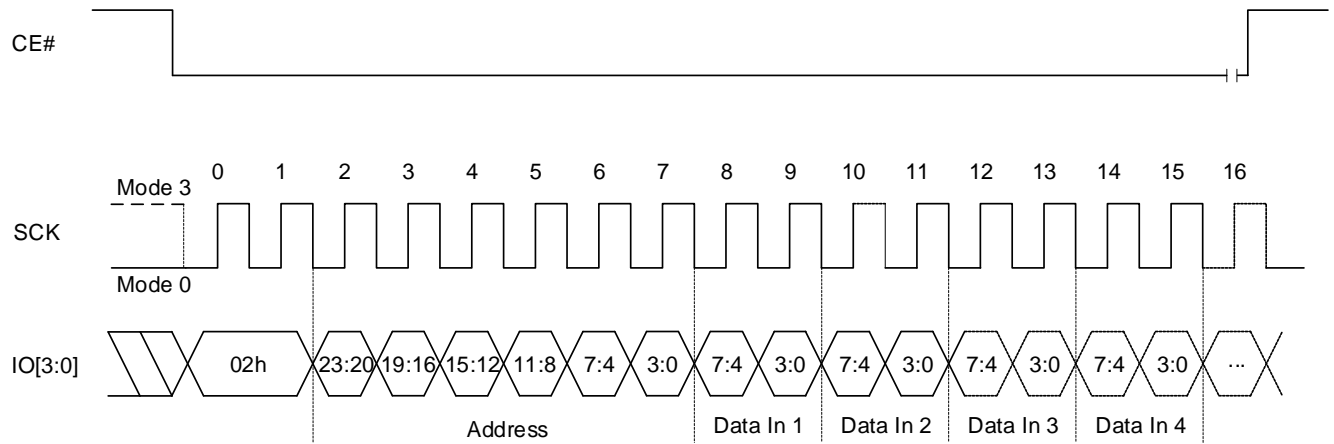 CE#
0 1 2 3 4 5 6 7 8 9 10 11 12 13 14 15 16
Mode 3
SCK
Mode 0
IO[3:0] 02h 23:20 19:16 15:12 11:8 7:4 3:0 7:4 3:0 7:4 3:0 7:4 3:0 7:4 3:0 ...
Address Data In 1 Data In 2 Data In 3 Data In 4